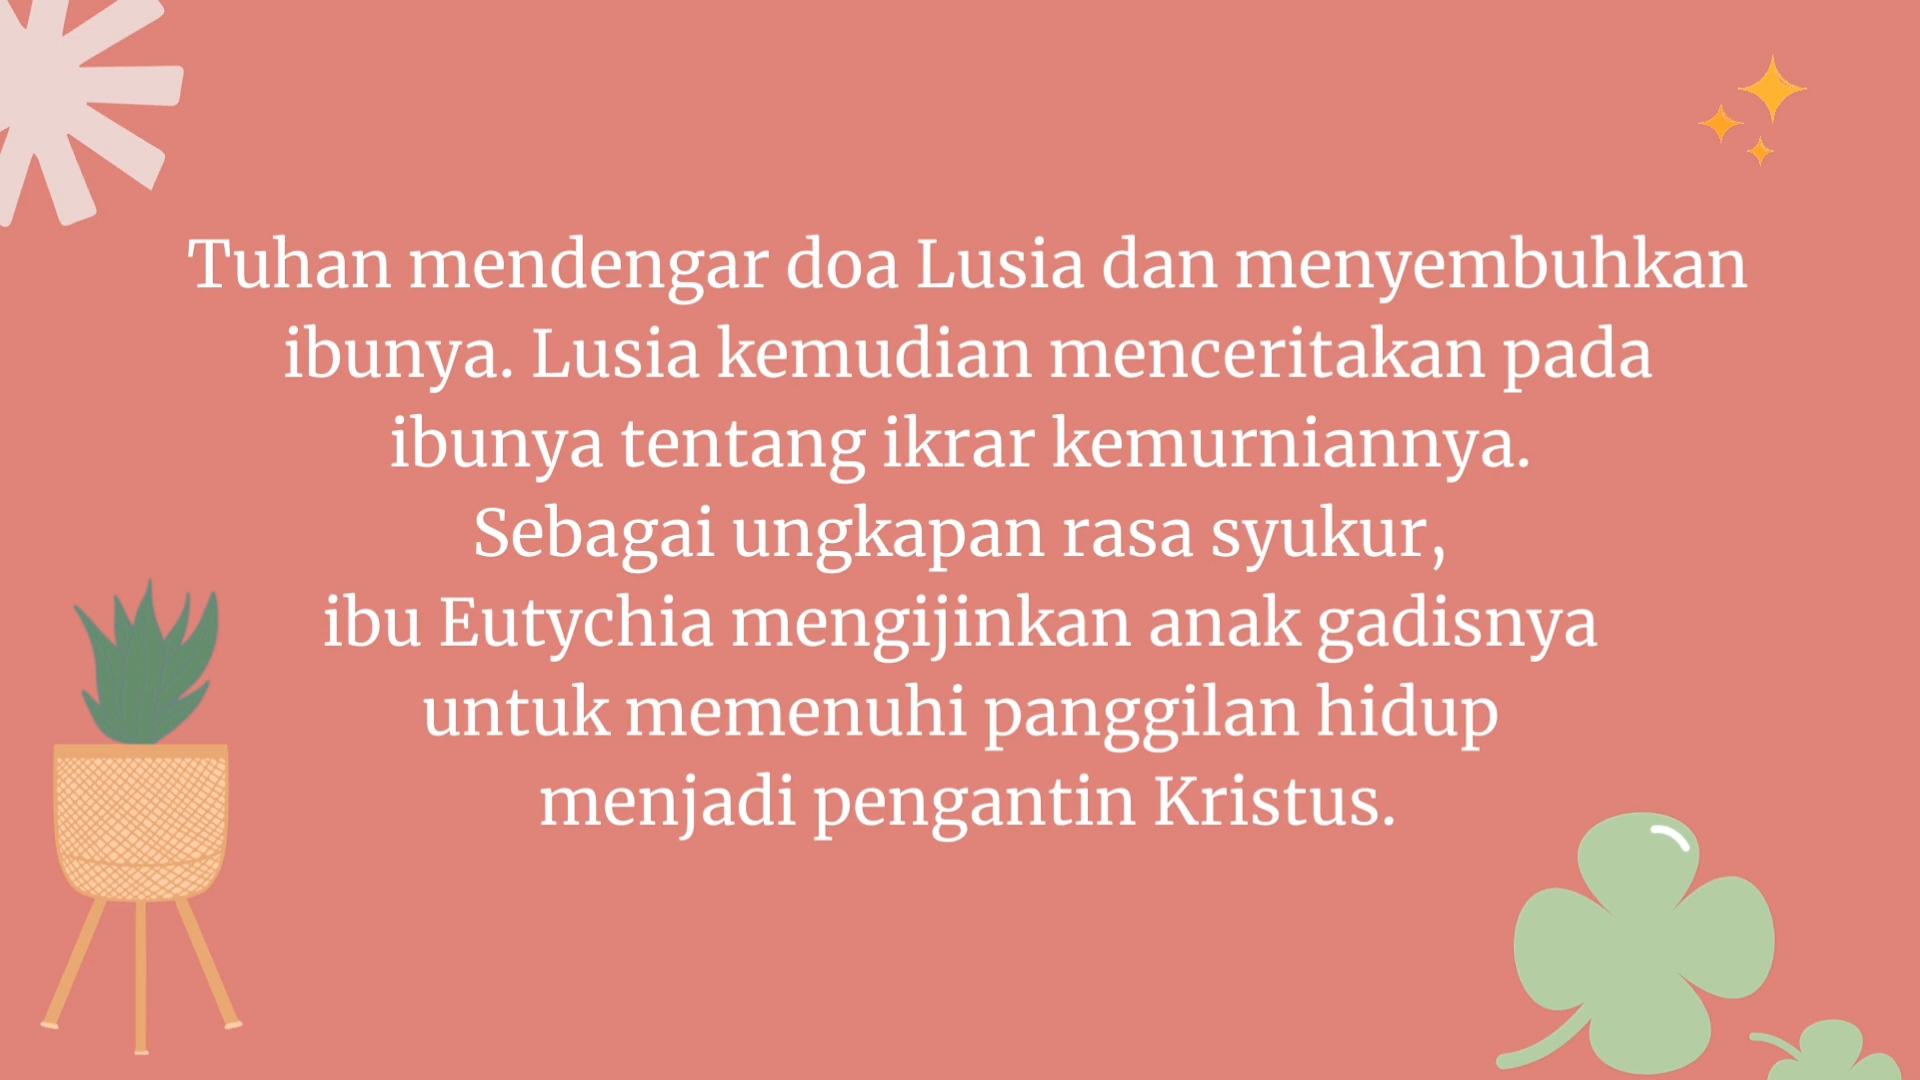 Tuhan mendengar doa Lusia dan menyembuhkan
ibunya. Lusia kemudian menceritakan pada
ibunya tentang ikrar kemurniannya.
Sebagai ungkapan rasa syukur,
ibu Eutychia mengijinkan anak gadisnya
untuk memenuhi panggilan hidup
menjadi pengantin Kristus.